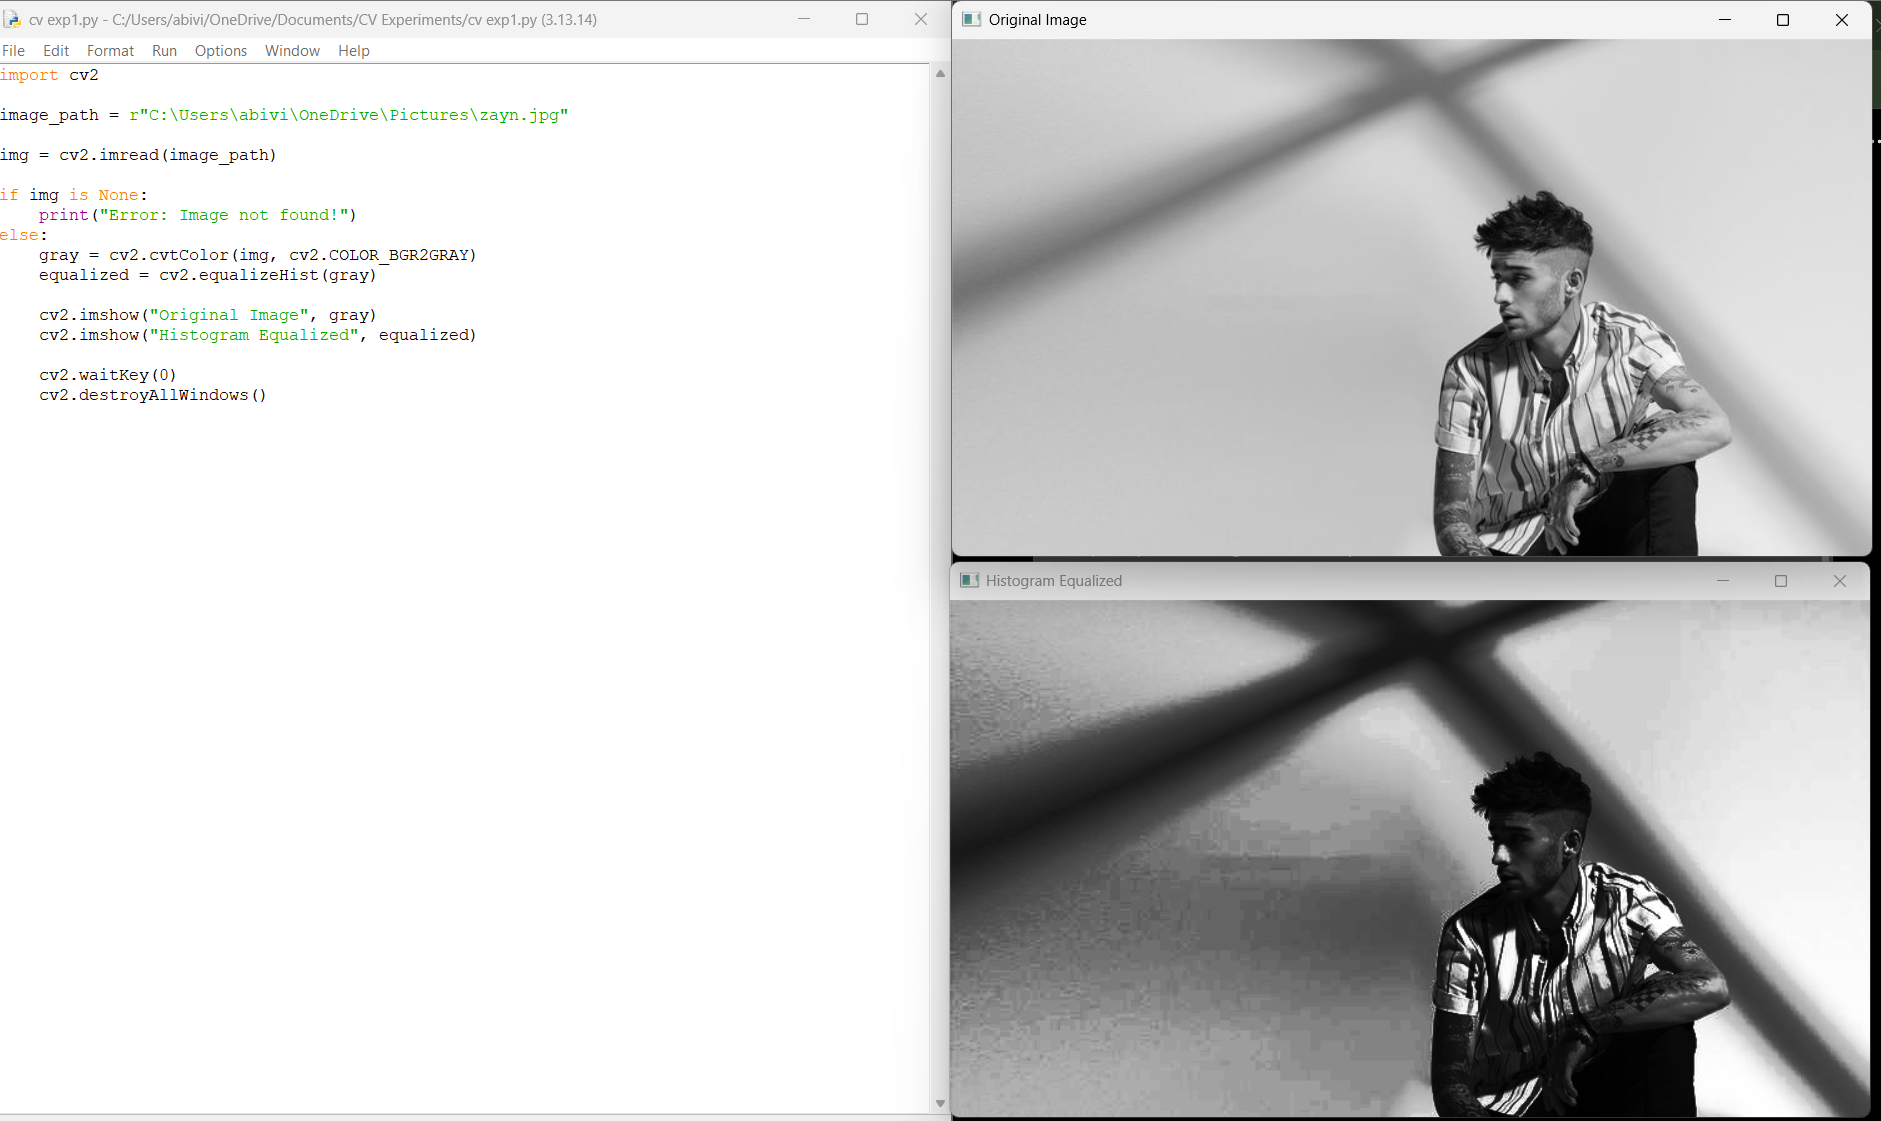 cv exp1.py - C:/Users/abivi/OneDrive/Documents/CV Experiments/cv exp1.py (3.13.14)
File Edit Format Run Options Window Help
import cv2
image_path = r"C:\Users\abivi\OneDrive\Pictures\zayn.jpg"
img = cv2.imread(image_path)
if img is None:
    print("Error: Image not found!")
else:
    gray = cv2.cvtColor(img, cv2.COLOR_BGR2GRAY)
    equalized = cv2.equalizeHist(gray)
    cv2.imshow("Original Image", gray)
    cv2.imshow("Histogram Equalized", equalized)
    cv2.waitKey(0)
    cv2.destroyAllWindows()
Original Image
Histogram Equalized